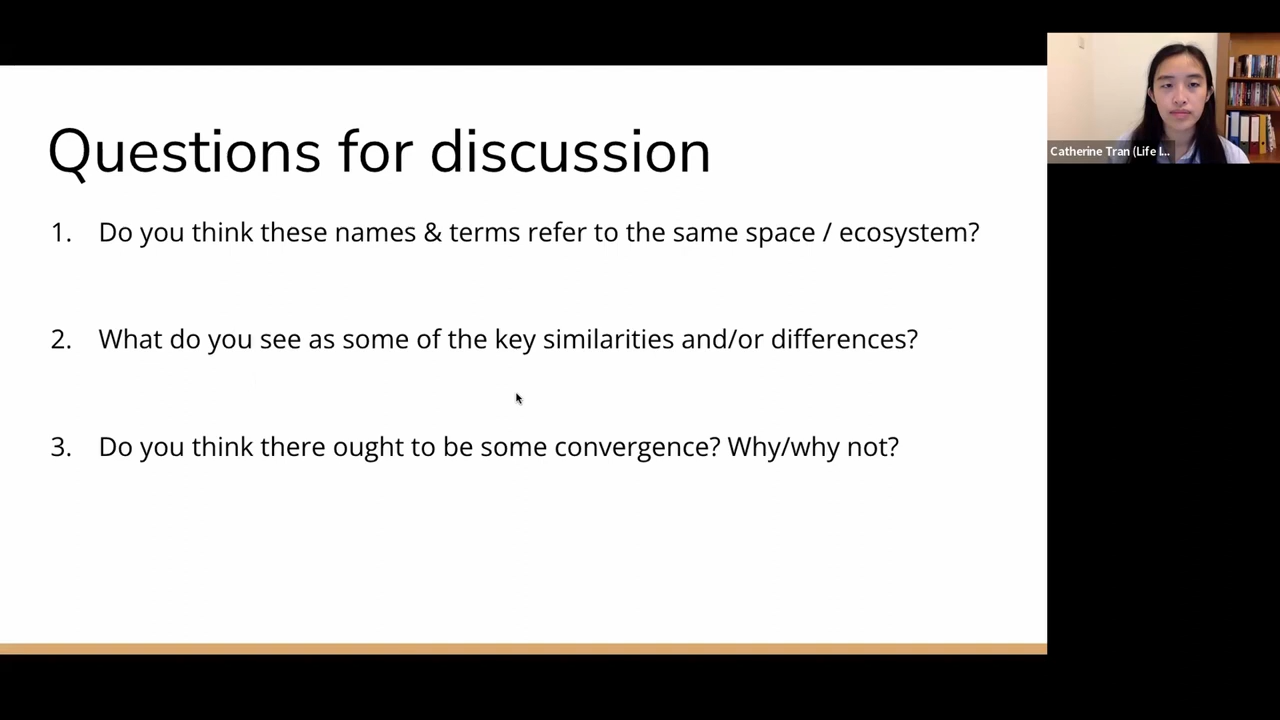 Questions for discussion
1. Do you think these names & terms refer to the same space / ecosystem?
2. What do you see as some of the key similarities and/or differences?
3. Do you think there ought to be some convergence? Why/why not?
Catherine Tran (Life I...